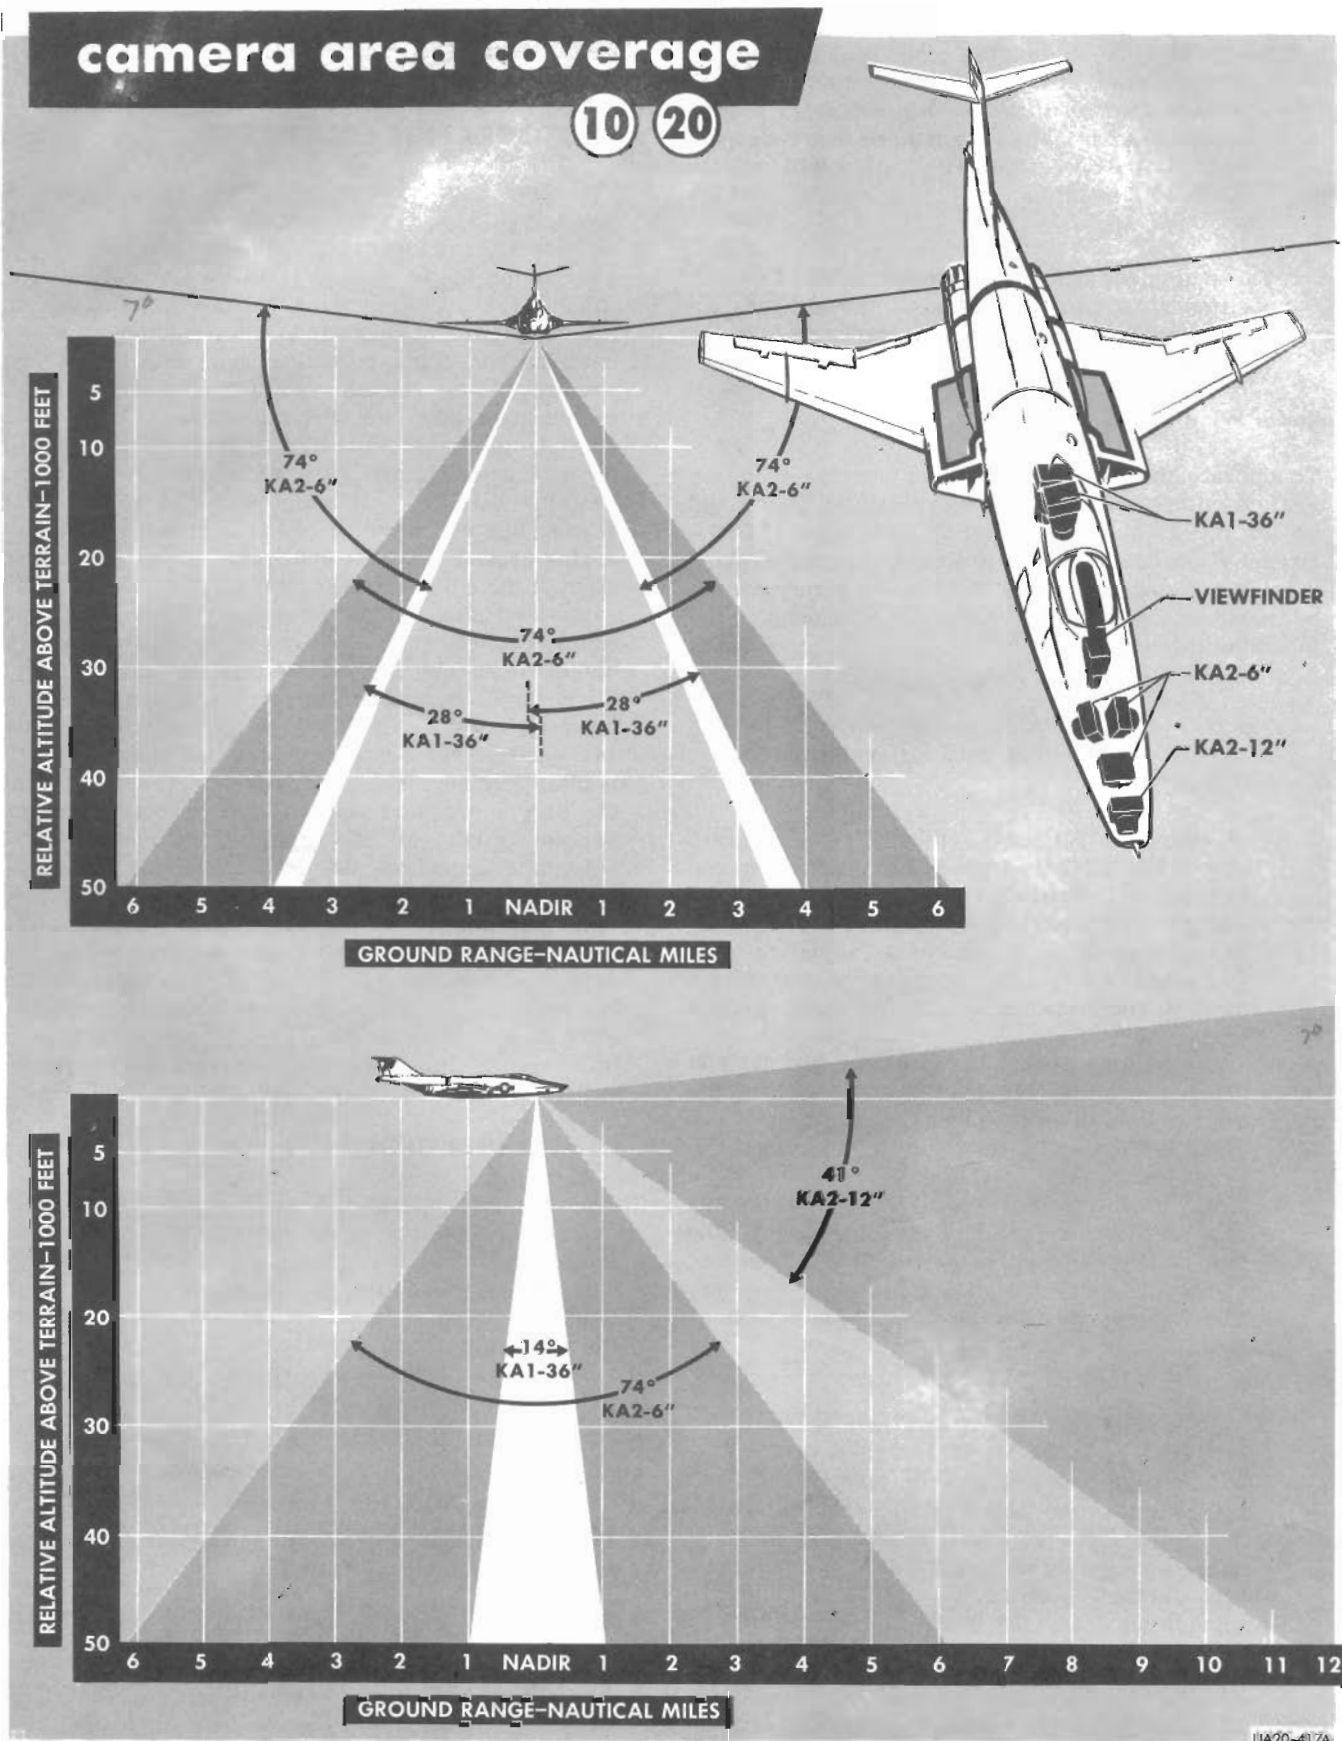 camera area coverage
10 20
7°
RELATIVE ALTITUDE ABOVE TERRAIN–1000 FEET
5
10
20
30
40
50
74°
KA2-6"
74°
KA2-6"
74°
KA2-6"
28°
KA1-36"
28°
KA1-36"
KA1-36"
VIEWFINDER
KA2-6"
KA2-12"
6 5 4 3 2 1 NADIR 1 2 3 4 5 6
GROUND RANGE–NAUTICAL MILES
7°
RELATIVE ALTITUDE ABOVE TERRAIN–1000 FEET
5
10
20
30
40
50
41°
KA2-12"
14°
KA1-36"
74°
KA2-6"
6 5 4 3 2 1 NADIR 1 2 3 4 5 6 7 8 9 10 11 12
GROUND RANGE–NAUTICAL MILES